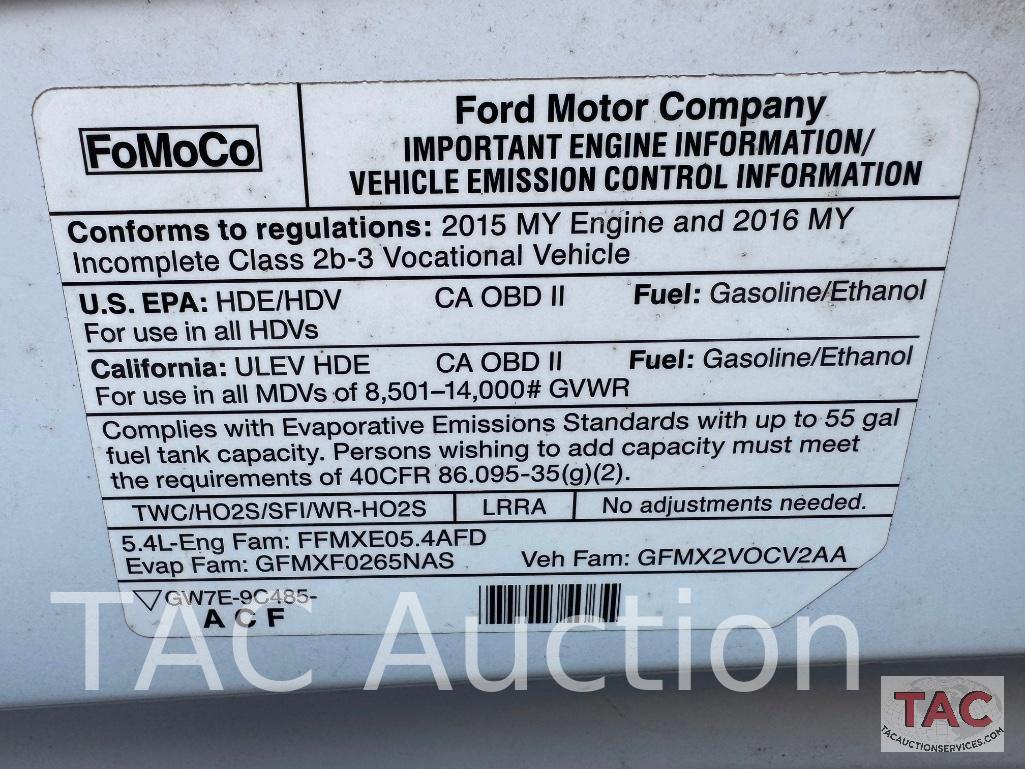 FoMoCo
Ford Motor Company
IMPORTANT ENGINE INFORMATION/
VEHICLE EMISSION CONTROL INFORMATION
Conforms to regulations: 2015 MY Engine and 2016 MY
Incomplete Class 2b-3 Vocational Vehicle
U.S. EPA: HDE/HDV CA OBD II Fuel: Gasoline/Ethanol
For use in all HDVs
California: ULEV HDE CA OBD II Fuel: Gasoline/Ethanol
For use in all MDVs of 8,501–14,000# GVWR
Complies with Evaporative Emissions Standards with up to 55 gal
fuel tank capacity. Persons wishing to add capacity must meet
the requirements of 40CFR 86.095-35(g)(2).
TWC/HO2S/SFI/WR-HO2S LRRA No adjustments needed.
5.4L-Eng Fam: FFMXE05.4AFD
Evap Fam: GFMXF0265NAS Veh Fam: GFMX2VOCV2AA
GW7E-9C485-
A C F
TAC Auction
TAC
TACAUCTIONSERVICES.COM